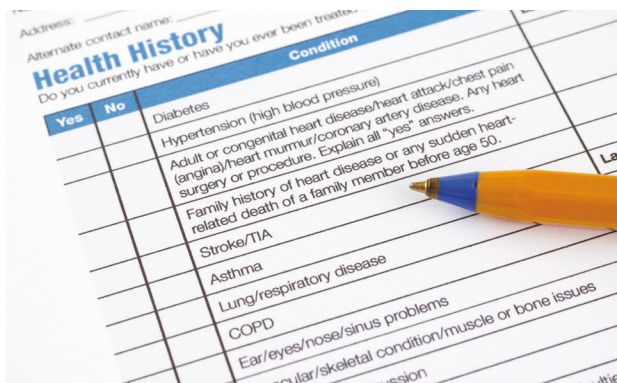 Address:
Alternate contact name:
Health History
Do you currently have or have you ever been treated
Yes No Condition
Diabetes
Hypertension (high blood pressure)
Adult or congenital heart disease/heart attack/chest pain
(angina)/heart murmur/coronary artery disease. Any heart
surgery or procedure. Explain all “yes” answers.
Family history of heart disease or any sudden heart-
related death of a family member before age 50.
Stroke/TIA
Asthma
Lung/respiratory disease
COPD
Ear/eyes/nose/sinus problems
cular/skeletal condition/muscle or bone issues